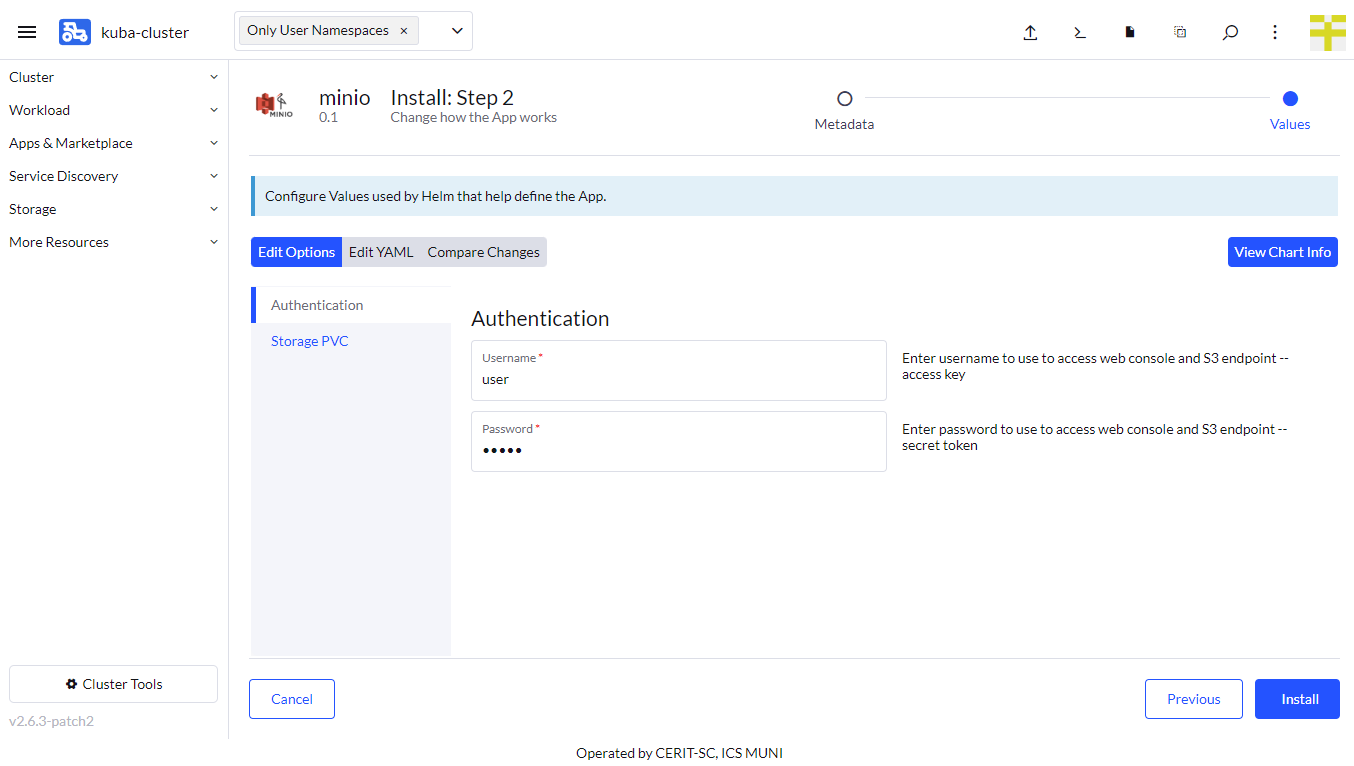 kuba-cluster
Only User Namespaces ×
Cluster
Workload
Apps & Marketplace
Service Discovery
Storage
More Resources
Cluster Tools
v2.6.3-patch2
MINIO
minio
0.1
Install: Step 2
Change how the App works
Metadata
Values
Configure Values used by Helm that help define the App.
Edit Options
Edit YAML
Compare Changes
View Chart Info
Authentication
Storage PVC
Authentication
Username *
user
Enter username to use to access web console and S3 endpoint --
access key
Password *
•••••
Enter password to use to access web console and S3 endpoint --
secret token
Cancel
Previous
Install
Operated by CERIT-SC, ICS MUNI